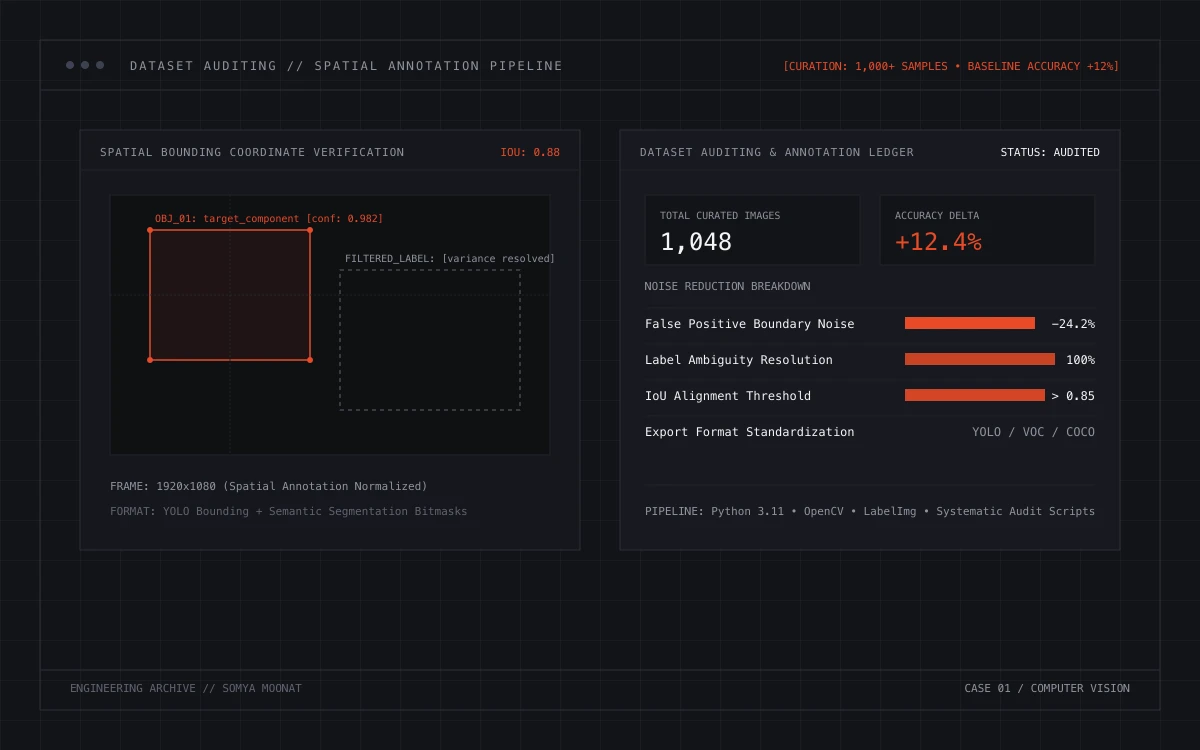 DATASET AUDITING // SPATIAL ANNOTATION PIPELINE
[CURATION: 1,000+ SAMPLES • BASELINE ACCURACY +12%]
SPATIAL BOUNDING COORDINATE VERIFICATION
IOU: 0.88
OBJ_01: target_component [conf: 0.982]
FILTERED_LABEL: [variance resolved]
FRAME: 1920x1080 (Spatial Annotation Normalized)
FORMAT: YOLO Bounding + Semantic Segmentation Bitmasks
DATASET AUDITING & ANNOTATION LEDGER
STATUS: AUDITED
TOTAL CURATED IMAGES
1,048
ACCURACY DELTA
+12.4%
NOISE REDUCTION BREAKDOWN
False Positive Boundary Noise −24.2%
Label Ambiguity Resolution 100%
IoU Alignment Threshold > 0.85
Export Format Standardization YOLO / VOC / COCO
PIPELINE: Python 3.11 • OpenCV • LabelImg • Systematic Audit Scripts
ENGINEERING ARCHIVE // SOMYA MOONAT
CASE 01 / COMPUTER VISION